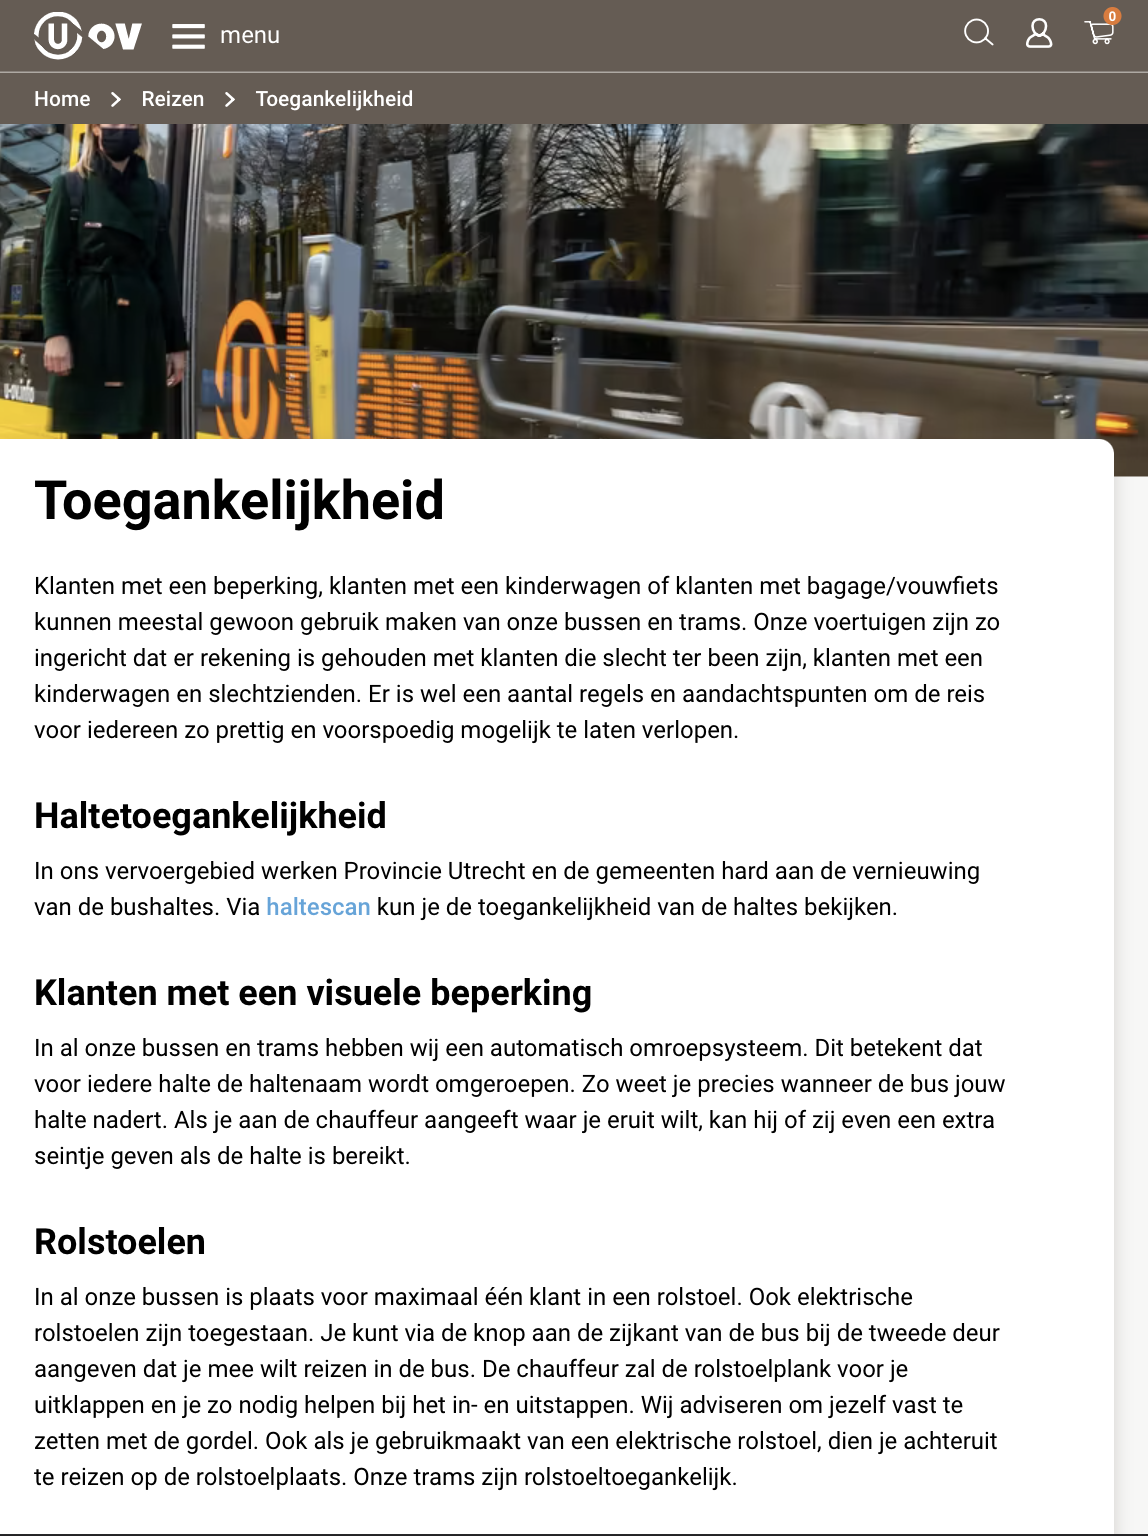 U OV
menu
0
Home > Reizen > Toegankelijkheid
u-ov.info
U
Toegankelijkheid
Klanten met een beperking, klanten met een kinderwagen of klanten met bagage/vouwfiets
kunnen meestal gewoon gebruik maken van onze bussen en trams. Onze voertuigen zijn zo
ingericht dat er rekening is gehouden met klanten die slecht ter been zijn, klanten met een
kinderwagen en slechtzienden. Er is wel een aantal regels en aandachtspunten om de reis
voor iedereen zo prettig en voorspoedig mogelijk te laten verlopen.
Haltetoegankelijkheid
In ons vervoergebied werken Provincie Utrecht en de gemeenten hard aan de vernieuwing
van de bushaltes. Via haltescan kun je de toegankelijkheid van de haltes bekijken.
Klanten met een visuele beperking
In al onze bussen en trams hebben wij een automatisch omroepsysteem. Dit betekent dat
voor iedere halte de haltenaam wordt omgeroepen. Zo weet je precies wanneer de bus jouw
halte nadert. Als je aan de chauffeur aangeeft waar je eruit wilt, kan hij of zij even een extra
seintje geven als de halte is bereikt.
Rolstoelen
In al onze bussen is plaats voor maximaal één klant in een rolstoel. Ook elektrische
rolstoelen zijn toegestaan. Je kunt via de knop aan de zijkant van de bus bij de tweede deur
aangeven dat je mee wilt reizen in de bus. De chauffeur zal de rolstoelplank voor je
uitklappen en je zo nodig helpen bij het in- en uitstappen. Wij adviseren om jezelf vast te
zetten met de gordel. Ook als je gebruikmaakt van een elektrische rolstoel, dien je achteruit
te reizen op de rolstoelplaats. Onze trams zijn rolstoeltoegankelijk.